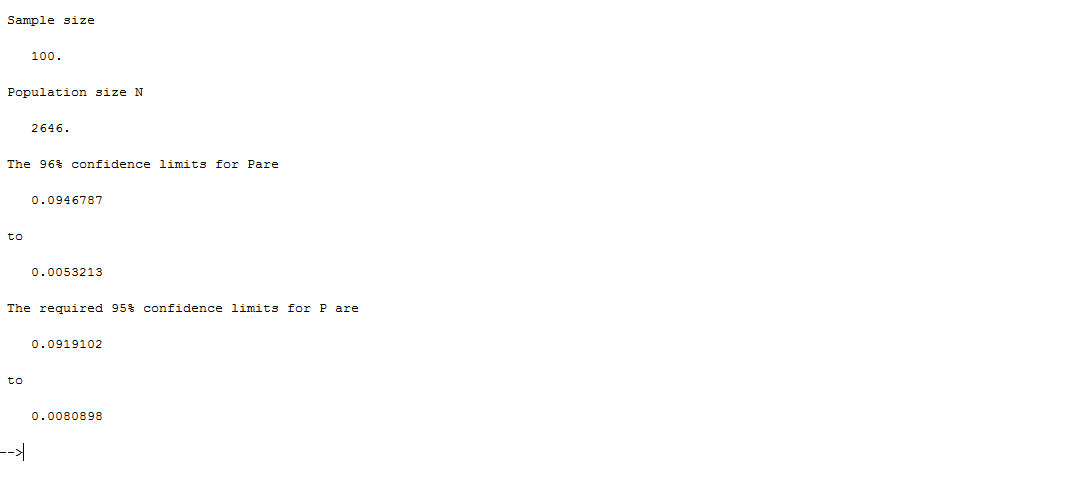 Sample size
100.
Population size N
2646.
The 96% confidence limits for Pare
0.0946787
to
0.0053213
The required 95% confidence limits for P are
0.0919102
to
0.0080898
-->